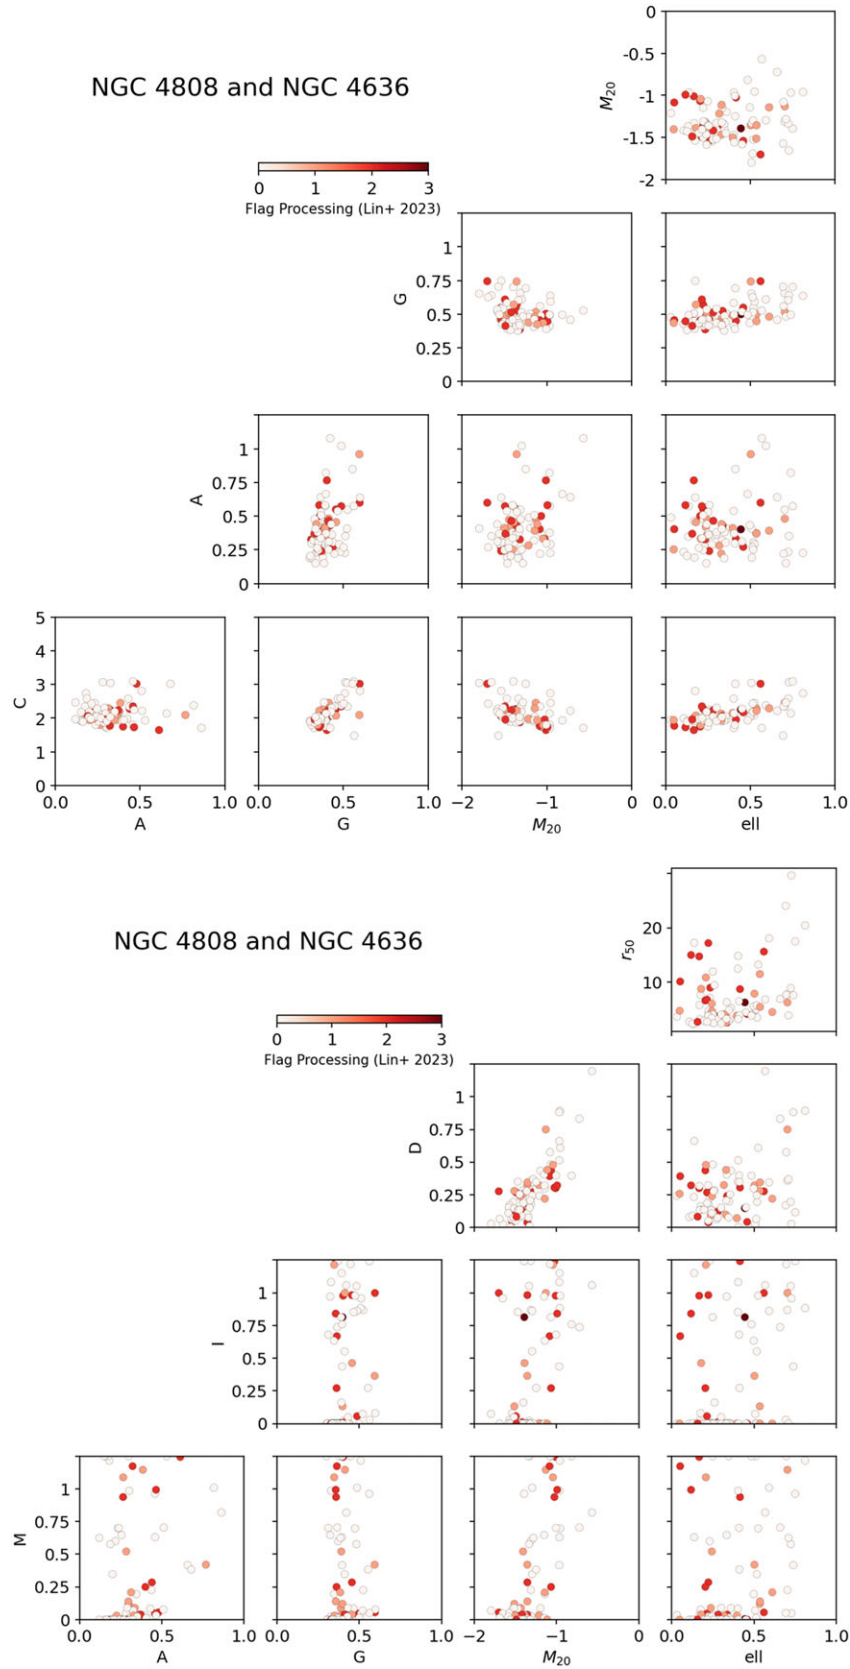 0
-0.5
M20
-1
NGC 4808 and NGC 4636
-1.5
-2
0 1 2 3
Flag Processing (Lin+ 2023)
1
0.75
G
0.5
0.25
0
1
0.75
A
0.5
0.25
0
5
4
3
C
2
1
0
0.0 0.5 1.0 0.0 0.5 1.0 −2 −1 0 0.0 0.5 1.0
A G M20 ell
NGC 4808 and NGC 4636
20
r50
10
0 1 2 3
Flag Processing (Lin+ 2023)
1
0.75
D
0.5
0.25
0
1
0.75
I
0.5
0.25
0
1
0.75
M
0.5
0.25
0
0.0 0.5 1.0 0.0 0.5 1.0 −2 −1 0 0.0 0.5 1.0
A G M20 ell